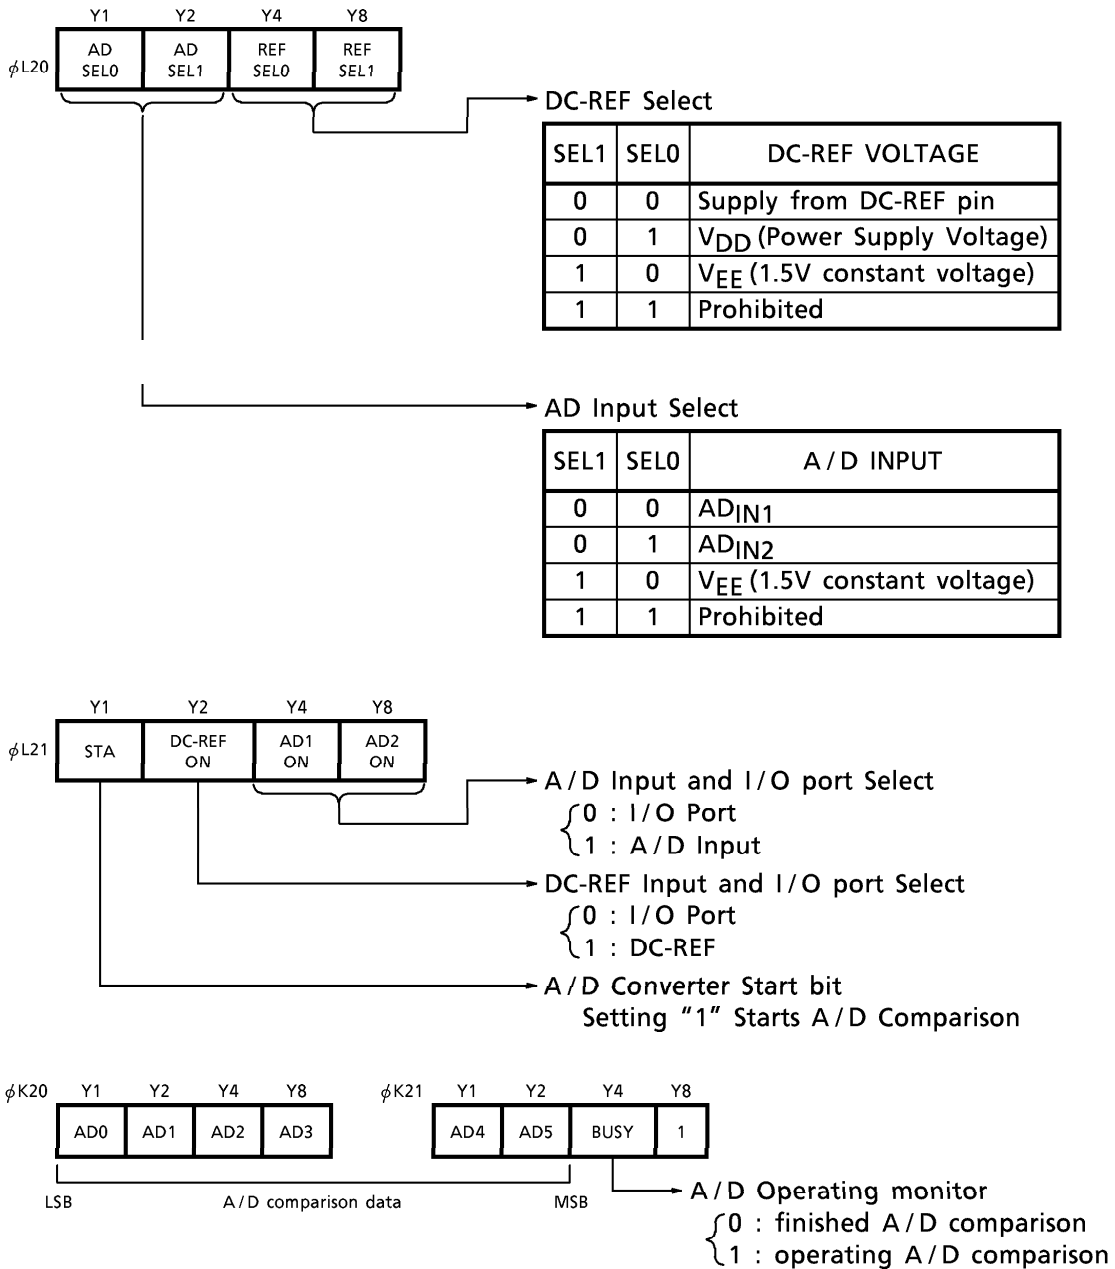 Y1 Y2 Y4 Y8
ϕL20 AD SEL0 AD SEL1 REF SEL0 REF SEL1
DC-REF Select
SEL1 SEL0 DC-REF VOLTAGE
0 0 Supply from DC-REF pin
0 1 VDD (Power Supply Voltage)
1 0 VEE (1.5V constant voltage)
1 1 Prohibited
AD Input Select
SEL1 SEL0 A/D INPUT
0 0 ADIN1
0 1 ADIN2
1 0 VEE (1.5V constant voltage)
1 1 Prohibited
Y1 Y2 Y4 Y8
ϕL21 STA DC-REF ON AD1 ON AD2 ON
A/D Input and I/O port Select
0 : I/O Port
1 : A/D Input
DC-REF Input and I/O port Select
0 : I/O Port
1 : DC-REF
A/D Converter Start bit
Setting “1” Starts A/D Comparison
ϕK20 Y1 Y2 Y4 Y8 ϕK21 Y1 Y2 Y4 Y8
AD0 AD1 AD2 AD3 AD4 AD5 BUSY 1
LSB A/D comparison data MSB
A/D Operating monitor
0 : finished A/D comparison
1 : operating A/D comparison